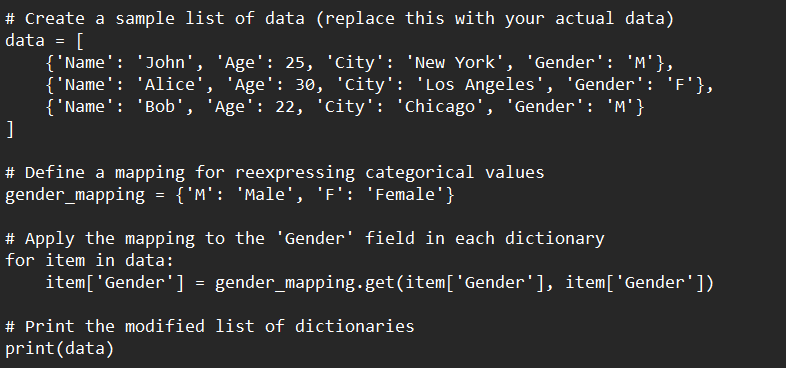 # Create a sample list of data (replace this with your actual data)
data = [
    {'Name': 'John', 'Age': 25, 'City': 'New York', 'Gender': 'M'},
    {'Name': 'Alice', 'Age': 30, 'City': 'Los Angeles', 'Gender': 'F'},
    {'Name': 'Bob', 'Age': 22, 'City': 'Chicago', 'Gender': 'M'}
]

# Define a mapping for reexpressing categorical values
gender_mapping = {'M': 'Male', 'F': 'Female'}

# Apply the mapping to the 'Gender' field in each dictionary
for item in data:
    item['Gender'] = gender_mapping.get(item['Gender'], item['Gender'])

# Print the modified list of dictionaries
print(data)